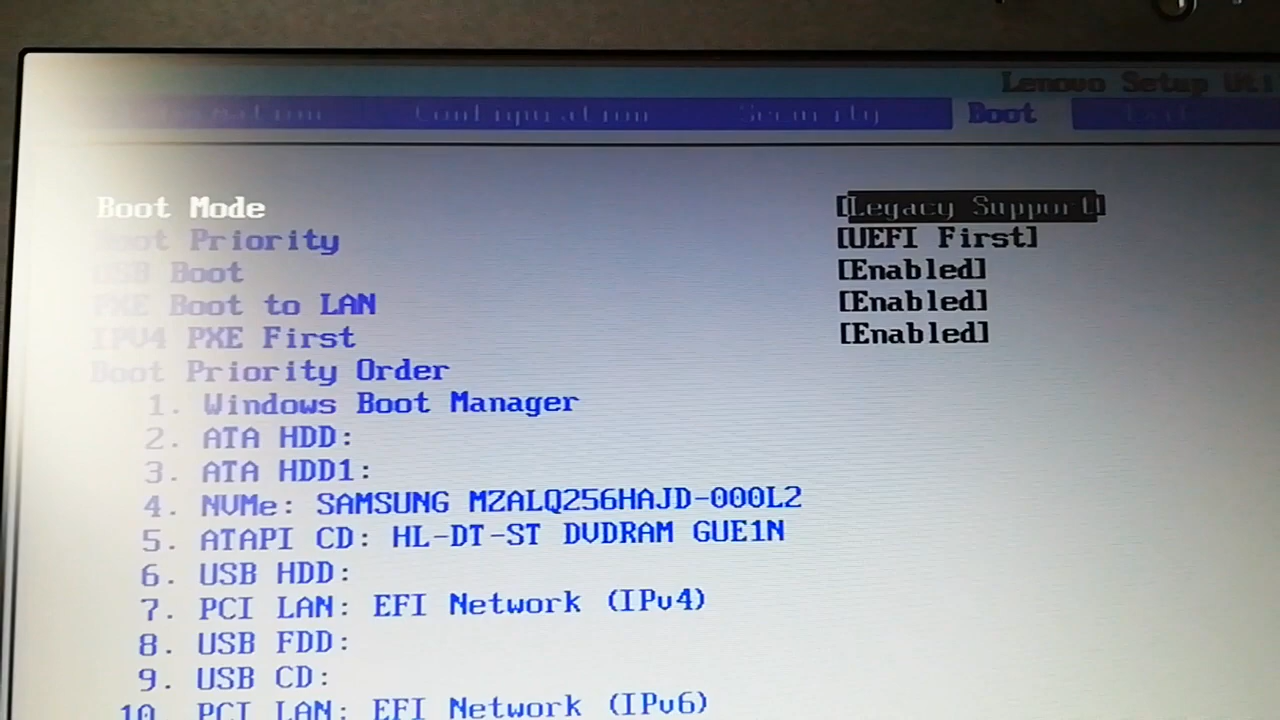 Lenovo Setup
Configuration Security Boot Exit
Boot Mode [Legacy Support]
Boot Priority [UEFI First]
USB Boot [Enabled]
PXE Boot to LAN [Enabled]
IPV4 PXE First [Enabled]
Boot Priority Order
1. Windows Boot Manager
2. ATA HDD:
3. ATA HDD1:
4. NVMe: SAMSUNG MZALQ256HAJD-000L2
5. ATAPI CD: HL-DT-ST DVDRAM GUE1N
6. USB HDD:
7. PCI LAN: EFI Network (IPv4)
8. USB FDD:
9. USB CD:
10. PCI LAN: EFI Network (IPv6)